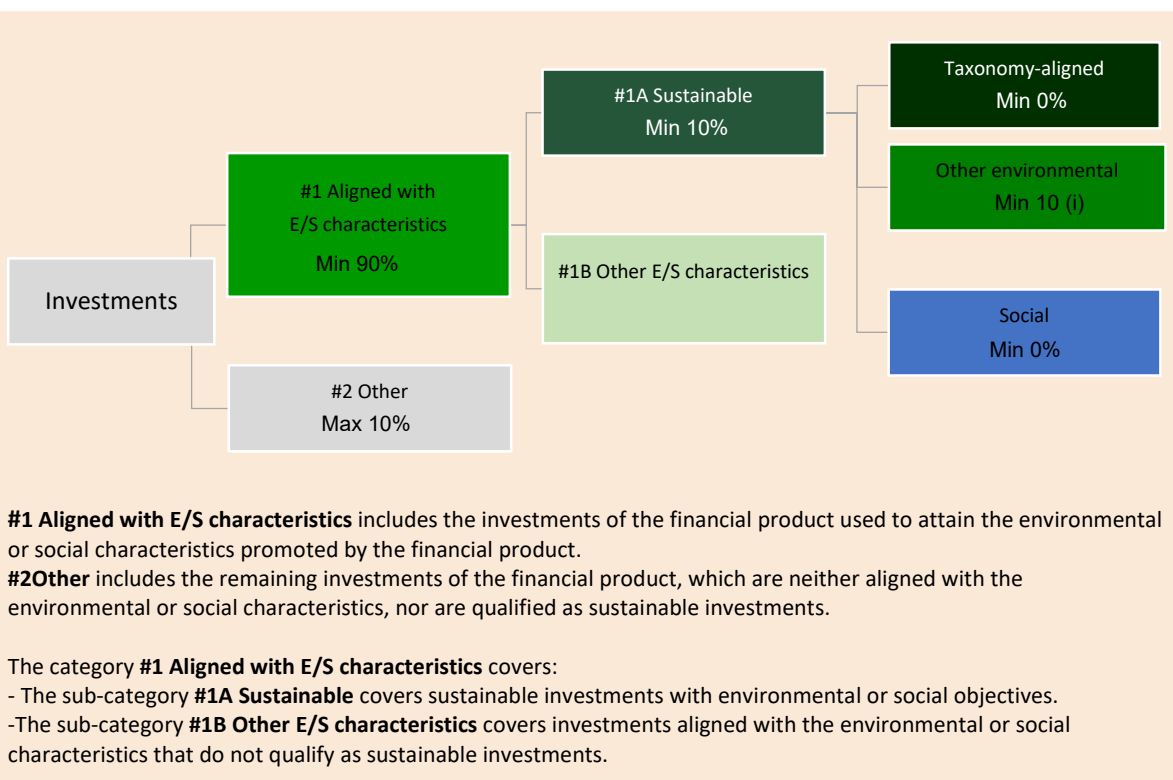 Investments
#1 Aligned with
E/S characteristics
Min 90%
#2 Other
Max 10%
#1A Sustainable
Min 10%
#1B Other E/S characteristics
Taxonomy-aligned
Min 0%
Other environmental
Min 10 (i)
Social
Min 0%
#1 Aligned with E/S characteristics includes the investments of the financial product used to attain the environmental
or social characteristics promoted by the financial product.
#2Other includes the remaining investments of the financial product, which are neither aligned with the
environmental or social characteristics, nor are qualified as sustainable investments.
The category #1 Aligned with E/S characteristics covers:
- The sub-category #1A Sustainable covers sustainable investments with environmental or social objectives.
-The sub-category #1B Other E/S characteristics covers investments aligned with the environmental or social
characteristics that do not qualify as sustainable investments.